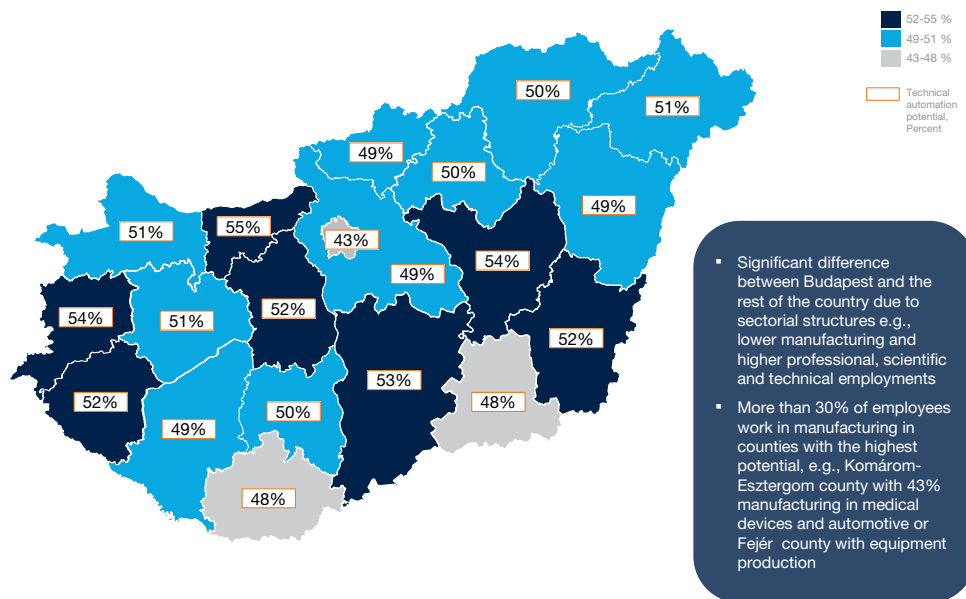 52-55 %
49-51 %
43-48 %
Technical
automation
potential,
Percent
50%
51%
49%
50%
49%
51%
55%
43%
49%
54%
54%
51%
52%
52%
52%
53%
48%
49%
50%
48%
▪ Significant difference
between Budapest and the
rest of the country due to
sectorial structures e.g.,
lower manufacturing and
higher professional, scientific
and technical employments
▪ More than 30% of employees
work in manufacturing in
counties with the highest
potential, e.g., Komárom-
Esztergom county with 43%
manufacturing in medical
devices and automotive or
Fejér county with equipment
production